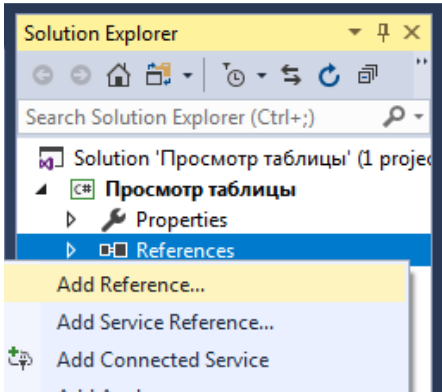 Solution Explorer
Search Solution Explorer (Ctrl+;)
Solution 'Просмотр таблицы' (1 projec
C# Просмотр таблицы
Properties
References
Add Reference...
Add Service Reference...
Add Connected Service